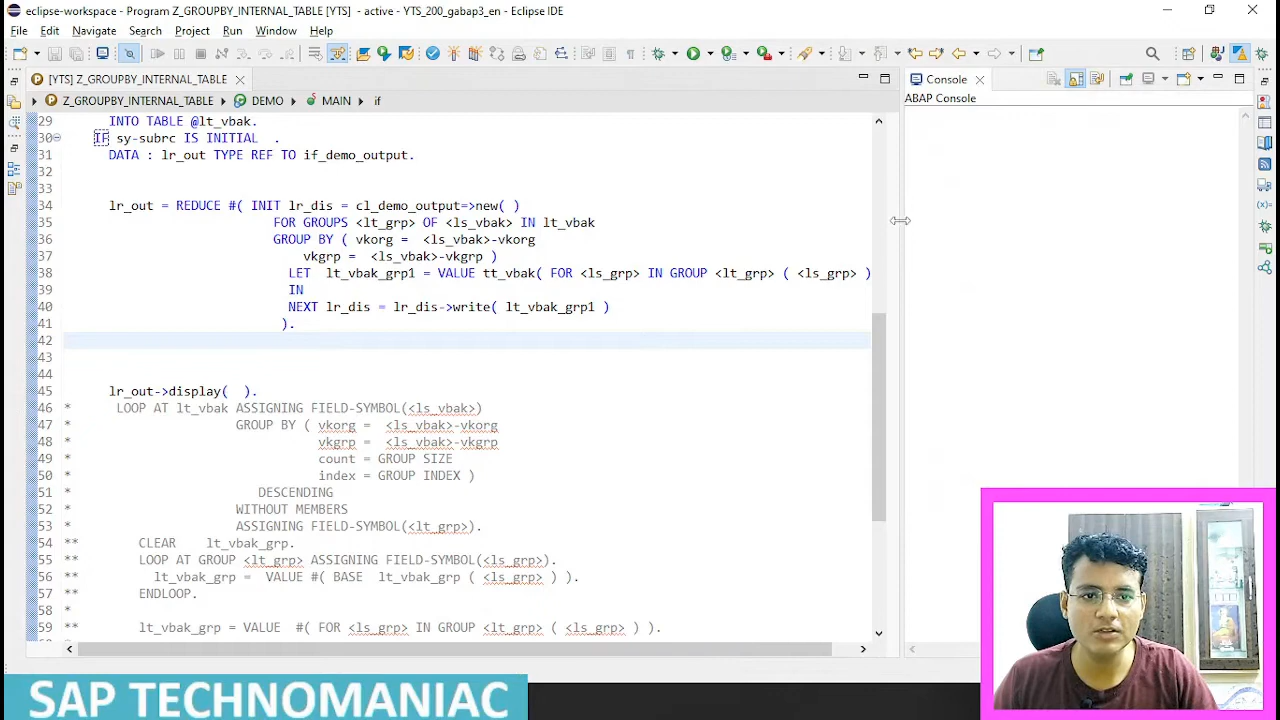 eclipse-workspace - Program Z_GROUPBY_INTERNAL_TABLE [YTS] - active - YTS_200_gabap3_en - Eclipse IDE
File Edit Navigate Search Project Run Window Help
[YTS] Z_GROUPBY_INTERNAL_TABLE
Z_GROUPBY_INTERNAL_TABLE DEMO MAIN if
29 INTO TABLE @lt_vbak.
30 IF sy-subrc IS INITIAL .
31 DATA : lr_out TYPE REF TO if_demo_output.
32
33
34 lr_out = REDUCE #( INIT lr_dis = cl_demo_output=>new( )
35 FOR GROUPS <lt_grp> OF <ls_vbak> IN lt_vbak
36 GROUP BY ( vkorg = <ls_vbak>-vkorg
37 vkgrp = <ls_vbak>-vkgrp )
38 LET lt_vbak_grp1 = VALUE tt_vbak( FOR <ls_grp> IN GROUP <lt_grp> ( <ls_grp> )
39 IN
40 NEXT lr_dis = lr_dis->write( lt_vbak_grp1 )
41 ).
42
43
44
45 lr_out->display( ).
46 * LOOP AT lt_vbak ASSIGNING FIELD-SYMBOL(<ls_vbak>)
47 * GROUP BY ( vkorg = <ls_vbak>-vkorg
48 * vkgrp = <ls_vbak>-vkgrp
49 * count = GROUP SIZE
50 * index = GROUP INDEX )
51 * DESCENDING
52 * WITHOUT MEMBERS
53 * ASSIGNING FIELD-SYMBOL(<lt_grp>).
54 ** CLEAR lt_vbak_grp.
55 ** LOOP AT GROUP <lt_grp> ASSIGNING FIELD-SYMBOL(<ls_grp>).
56 ** lt_vbak_grp = VALUE #( BASE lt_vbak_grp ( <ls_grp> ) ).
57 ** ENDLOOP.
58 *
59 ** lt_vbak_grp = VALUE #( FOR <ls_grp> IN GROUP <lt_grp> ( <ls_grp> ) ).
Console
ABAP Console
SAP TECHNOMANIAC